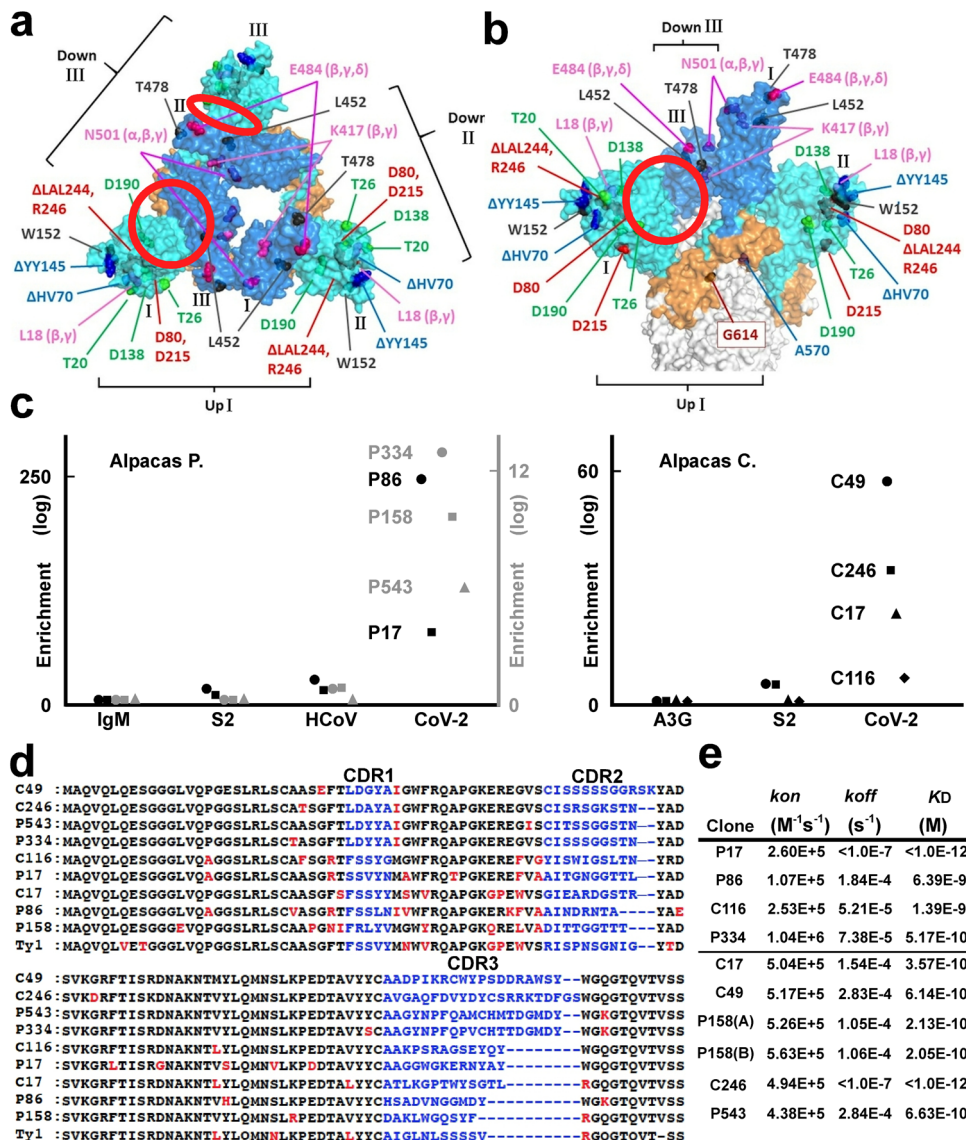 a
Down III
III
E484 (β,γ,δ)
T478
II
L452
N501 (α,β,γ)
K417 (β,γ)
Down II
ΔLAL244, R246
D190
T478
D80, D215
T26
D138
T20
W152
ΔYY145
ΔHV70
L18 (β,γ)
T20
D138
I
T26
D80, D215
III
L452
I
D190
ΔLAL244, R246
II
W152
ΔYY145
ΔHV70
L18 (β,γ)
Up I
b
Down III
T478
N501 (α,β,γ)
I
E484 (β,γ,δ)
E484 (β,γ,δ)
T478
L452
L452
III
K417 (β,γ)
T20
L18 (β,γ)
D138
D138
II
L18 (β,γ)
ΔLAL244, R246
ΔYY145
ΔYY145
W152
W152
D80
ΔLAL244
R246
ΔHV70
T26
ΔHV70
D80
I
T26
D190
D215
D215
D190
G614
A570
Up I
c
Alpacas P.
250
Enrichment (log)
0
P334
P86
P158
P543
P17
12
Enrichment (log)
0
IgM S2 HCoV CoV-2
Alpacas C.
60
Enrichment (log)
0
C49
C246
C17
C116
A3G S2 CoV-2
d
CDR1 CDR2
C49 :MAQVQLQESGGGLVQPGESLRLSCAASEFTLDGYAIGWFRQAPGKEREGVSCISSSSSGGRSKYAD
C246 :MAQVQLQESGGGLVQPGGSLRLSCATSGFTLDAYAIGWFRQAPGKEREGVSCISRSGKSTN--YAD
P543 :MAQVQLQESGGGLVQPGGSLRLSCAASGFTLDYYAIGWFRQAPGKEREGISCITSSGGSTN--YAD
P334 :MAQVQLQESGGGLVQPGGSLRLSCTASGFTLDYYAIGWFRQAPGKEREGVSCITSSGGSTN--YAD
C116 :MAQVQLQESGGGLVQAGGSLRLSCAFSGRTFSSYGMGWFRQAPGKEREFVGYISWIGSLTN--YRD
P17 :MAQVQLQESGGGLVQAGGSLRLSCAASGRTSSVYNMAWFRQTPGKEREFVAAITGNGGTTL--YAD
C17 :MAQVQLQESGGGLVQPGGSLRLSCAASGFSFSSYYMSWVRQAPGKGPEWVSGIEARDGSTR--YAD
P86 :MAQVQLQESGGGLVQAGGSLRLSCVASGRTFSSLNIVWFRQAPGKERKFVAAINDRNTA----YAE
P158 :MAQVQLQESGGGEVQPGGSLRLSCAAPGNIFRLYVMGWYRQAPGKQRELVAIDTTGGTTT---YAD
Ty1 :MAQVQLVETGGGLVQPGGSLRLSCAASGFTFSSVYMNWVRQAPGKGPEWVSRISPNSGNIG--YTD
CDR3
C49 :SVKGRFTISRDNAKNTMYLQMNSLKPEDTAVYYCAADPIKRCWYPSDDRAWSY--WGQGTQVTVSS
C246 :SVKDRFTISRDNAKNTVYLQMNSLKPEDTAVYYCAVGAQFDVYDYCSRRKTDFGSWGQGTQVTVSS
P543 :SVKGRFTISRDNAKNTVYLQMNSLKPEDTAVYYCAAGYNPFQAMCHMTDGMDY--WGKGTQVTVSS
P334 :SVKGRFTISRDNAKNTVYLQMNSLKPEDTAVYSCAAGYNPFQPVCHTTDGMDY--WGKGTQVTVSS
C116 :SVKGRFTISRDNAKNTLYLQMNSLKPEDTAVYYCAAKPSRAGSEYQY--------WGQGTQVTVSS
P17 :SVKGRLTISRGNAKNTVSLQMNVLKPDDTAVYYCAAGGWGKERNYAY--------WGQGTQVTVSS
C17 :SVKGRFTISRDNAKNTLYLQMNSLKPEDTALYYCATLKGPTWYSGTL--------RGQGTQVTVSS
P86 :SVKGRFTISRDNAKNTVHLQMNSLKPEDTAVYYCHSADVNGGMDY----------WGKGTQVTVSS
P158 :SVKGRFTISRDNAKNTVYLQMNRLKPEDTAVYYCDAKLWGQSYF-----------RGQGTQVTVSS
Ty1 :SVKGRFTISRDNAKNTLYLQMNNLKPEDTALYYCAIGLNLSSSSV----------RGQGTQVTVSS
e
Clone kon (M-1s-1) koff (s-1) KD (M)
P17 2.60E+5 <1.0E-7 <1.0E-12
P86 1.07E+5 1.84E-4 6.39E-9
C116 2.53E+5 5.21E-5 1.39E-9
P334 1.04E+6 7.38E-5 5.17E-10
C17 5.04E+5 1.54E-4 3.57E-10
C49 5.17E+5 2.83E-4 6.14E-10
P158(A) 5.26E+5 1.05E-4 2.13E-10
P158(B) 5.63E+5 1.06E-4 2.05E-10
C246 4.94E+5 <1.0E-7 <1.0E-12
P543 4.38E+5 2.84E-4 6.63E-10